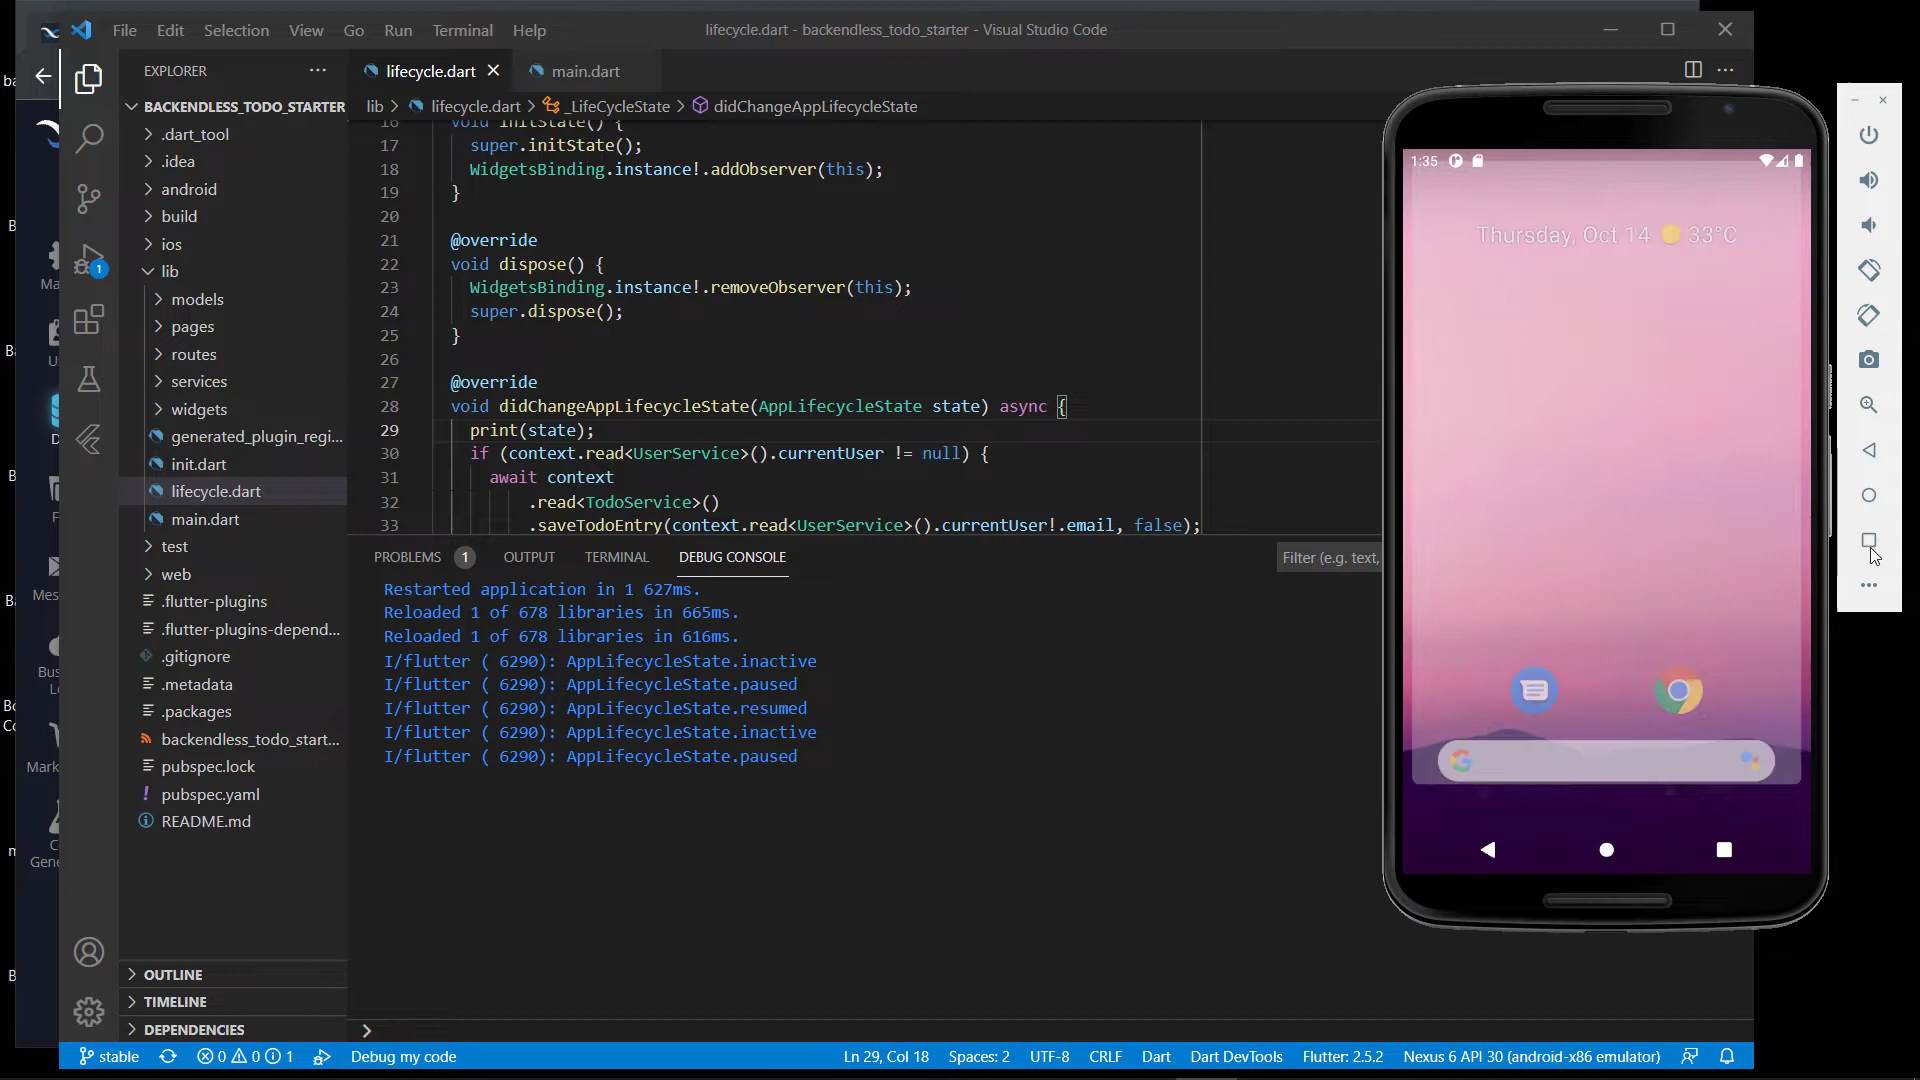 File Edit Selection View Go Run Terminal Help
lifecycle.dart - backendless_todo_starter - Visual Studio Code
EXPLORER
BACKENDLESS_TODO_STARTER
.dart_tool
.idea
android
build
ios
lib
models
pages
routes
services
widgets
generated_plugin_regi...
init.dart
lifecycle.dart
main.dart
test
web
.flutter-plugins
.flutter-plugins-depend...
.gitignore
.metadata
.packages
backendless_todo_start...
pubspec.lock
pubspec.yaml
README.md
OUTLINE
TIMELINE
DEPENDENCIES
1
lifecycle.dart main.dart
lib > lifecycle.dart > _LifeCycleState > didChangeAppLifecycleState
16 void initState() {
17 super.initState();
18 WidgetsBinding.instance!.addObserver(this);
19 }
20
21 @override
22 void dispose() {
23 WidgetsBinding.instance!.removeObserver(this);
24 super.dispose();
25 }
26
27 @override
28 void didChangeAppLifecycleState(AppLifecycleState state) async {
29 print(state);
30 if (context.read<UserService>().currentUser != null) {
31 await context
32 .read<TodoService>()
33 .saveTodoEntry(context.read<UserService>().currentUser!.email, false);
PROBLEMS 1 OUTPUT TERMINAL DEBUG CONSOLE
Filter (e.g. text,
Restarted application in 1 627ms.
Reloaded 1 of 678 libraries in 665ms.
Reloaded 1 of 678 libraries in 616ms.
I/flutter ( 6290): AppLifecycleState.inactive
I/flutter ( 6290): AppLifecycleState.paused
I/flutter ( 6290): AppLifecycleState.resumed
I/flutter ( 6290): AppLifecycleState.inactive
I/flutter ( 6290): AppLifecycleState.paused
1:35
Thursday, Oct 14 33°C
stable 0 0 1 Debug my code
Ln 29, Col 18 Spaces: 2 UTF-8 CRLF Dart Dart DevTools Flutter: 2.5.2 Nexus 6 API 30 (android-x86 emulator)